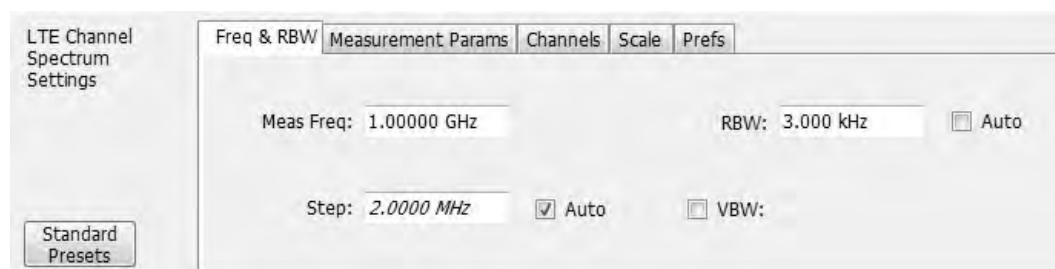 LTE Channel
Spectrum
Settings
Freq & RBW Measurement Params Channels Scale Prefs
Meas Freq: 1.00000 GHz RBW: 3.000 kHz Auto
Step: 2.0000 MHz Auto VBW:
Standard
Presets